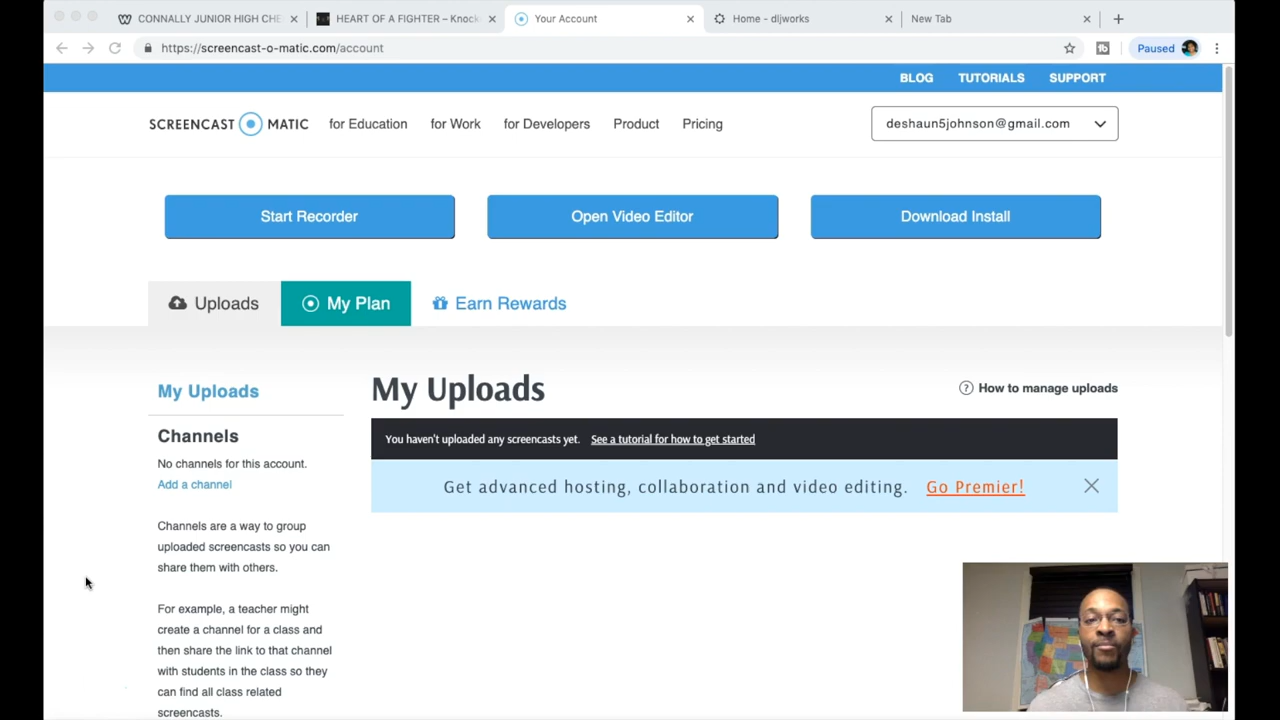 CONNALLY JUNIOR HIGH CHE
HEART OF A FIGHTER – Knock
Your Account
Home - dljworks
New Tab
https://screencast-o-matic.com/account
Paused
BLOG
TUTORIALS
SUPPORT
SCREENCAST MATIC
for Education
for Work
for Developers
Product
Pricing
deshaun5johnson@gmail.com
Start Recorder
Open Video Editor
Download Install
Uploads
My Plan
Earn Rewards
My Uploads
Channels
No channels for this account.
Add a channel
Channels are a way to group
uploaded screencasts so you can
share them with others.
For example, a teacher might
create a channel for a class and
then share the link to that channel
with students in the class so they
can find all class related
screencasts.
My Uploads
? How to manage uploads
You haven't uploaded any screencasts yet. See a tutorial for how to get started
Get advanced hosting, collaboration and video editing. Go Premier!